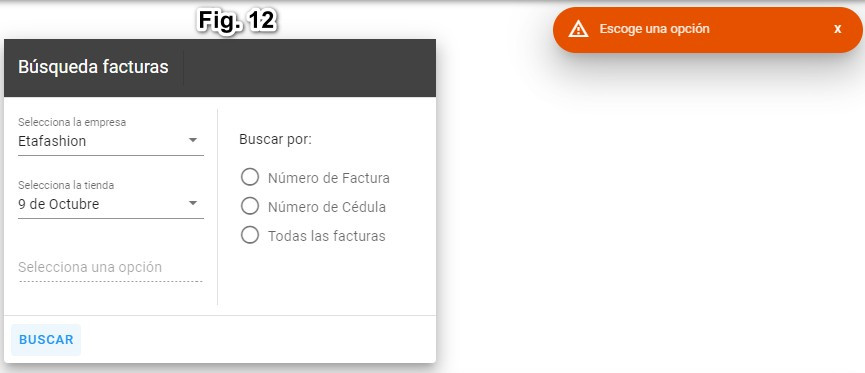 Fig. 12
Escoge una opción x
Búsqueda facturas
Selecciona la empresa
Etafashion
Selecciona la tienda
9 de Octubre
Selecciona una opción
Buscar por:
Número de Factura
Número de Cédula
Todas las facturas
BUSCAR